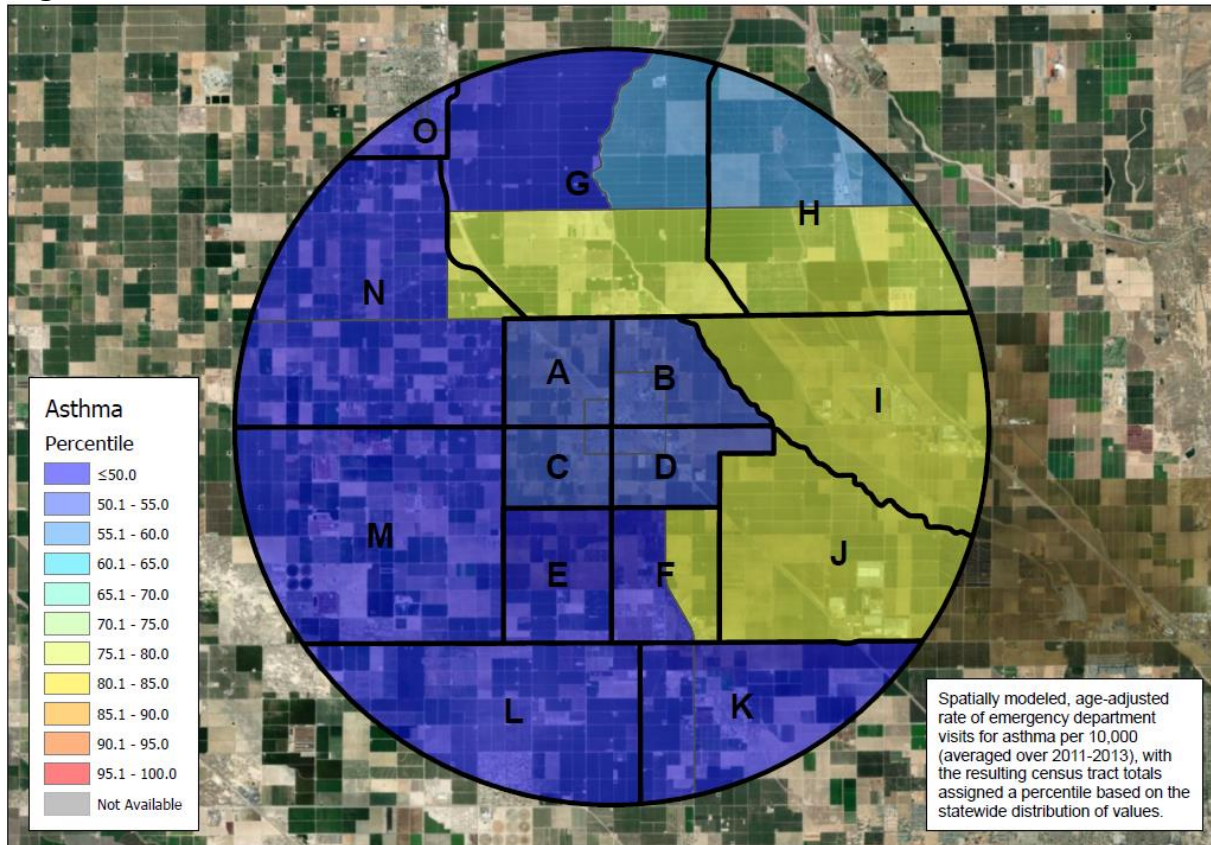 O
G
H
N
A
B
I
C
D
M
E
F
J
L
K
Asthma
Percentile
≤50.0
50.1 - 55.0
55.1 - 60.0
60.1 - 65.0
65.1 - 70.0
70.1 - 75.0
75.1 - 80.0
80.1 - 85.0
85.1 - 90.0
90.1 - 95.0
95.1 - 100.0
Not Available
Spatially modeled, age-adjusted
rate of emergency department
visits for asthma per 10,000
(averaged over 2011-2013), with
the resulting census tract totals
assigned a percentile based on the
statewide distribution of values.